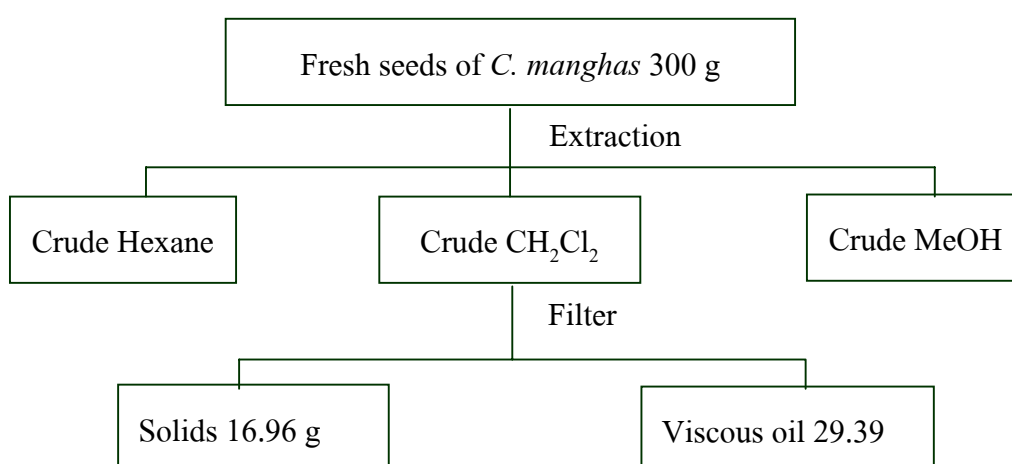 Fresh seeds of C. manghas 300 g
Extraction
Crude Hexane
Crude CH₂Cl₂
Crude MeOH
Filter
Solids 16.96 g
Viscous oil 29.39